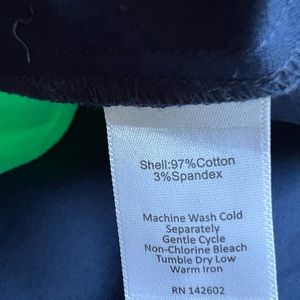 Shell:97%Cotton
3%Spandex
Machine Wash Cold
Separately
Gentle Cycle
Non-Chlorine Bleach
Tumble Dry Low
Warm Iron
RN 142602